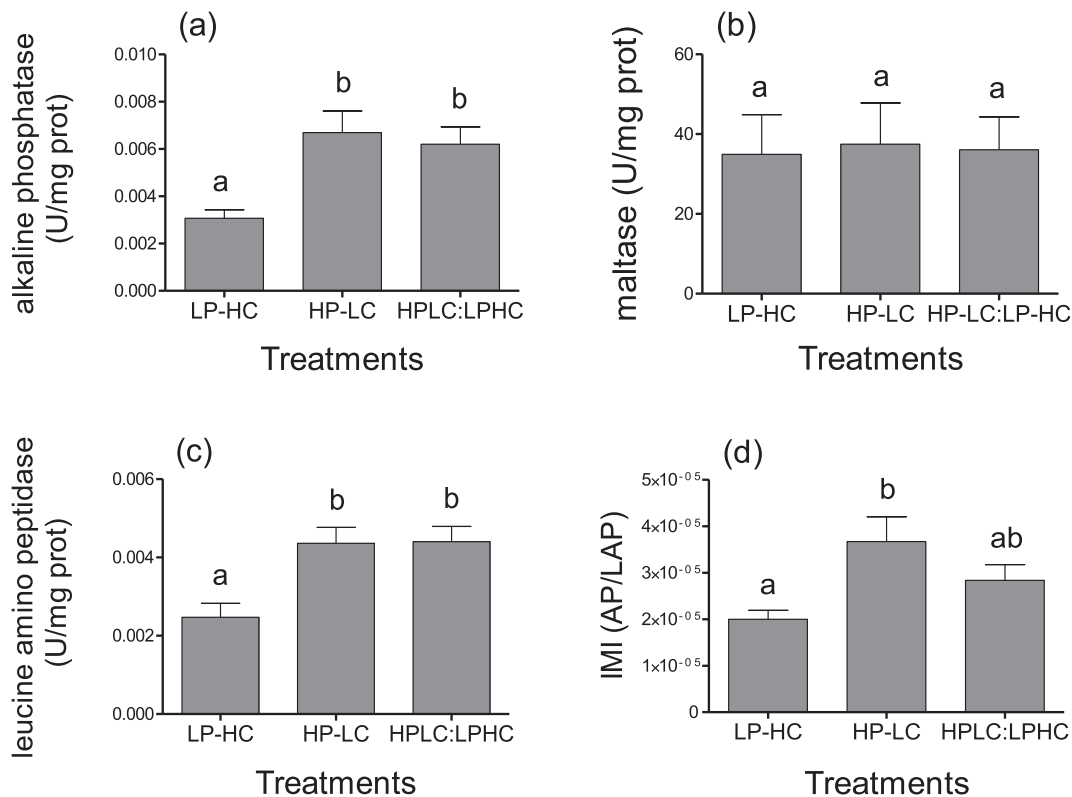 (a)
alkaline phosphatase
(U/mg prot)
0.010
0.008
0.006
0.004
0.002
0.000
a
b
b
LP-HC HP-LC HPLC:LPHC
Treatments
(b)
maltase (U/mg prot)
60
40
20
0
a
a
a
LP-HC HP-LC HP-LC:LP-HC
Treatments
(c)
leucine amino peptidase
(U/mg prot)
0.006
0.004
0.002
0.000
a
b
b
LP-HC HP-LC HPLC:LPHC
Treatments
(d)
IMI (AP/LAP)
5×10⁻⁰⁵
4×10⁻⁰⁵
3×10⁻⁰⁵
2×10⁻⁰⁵
1×10⁻⁰⁵
0
a
b
ab
LP-HC HP-LC HPLC:LPHC
Treatments